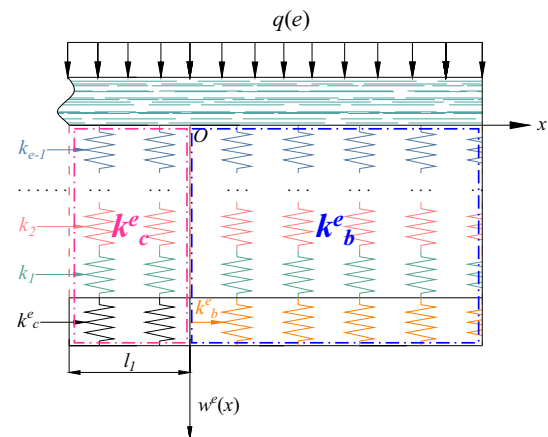 q(e)
x
O
k_{e-1}
...... ... ... ... ... ... ... ...
k_2
k^e_c
k^e_b
k_1
k^e_c
k^e_b
l_1
w^e(x)